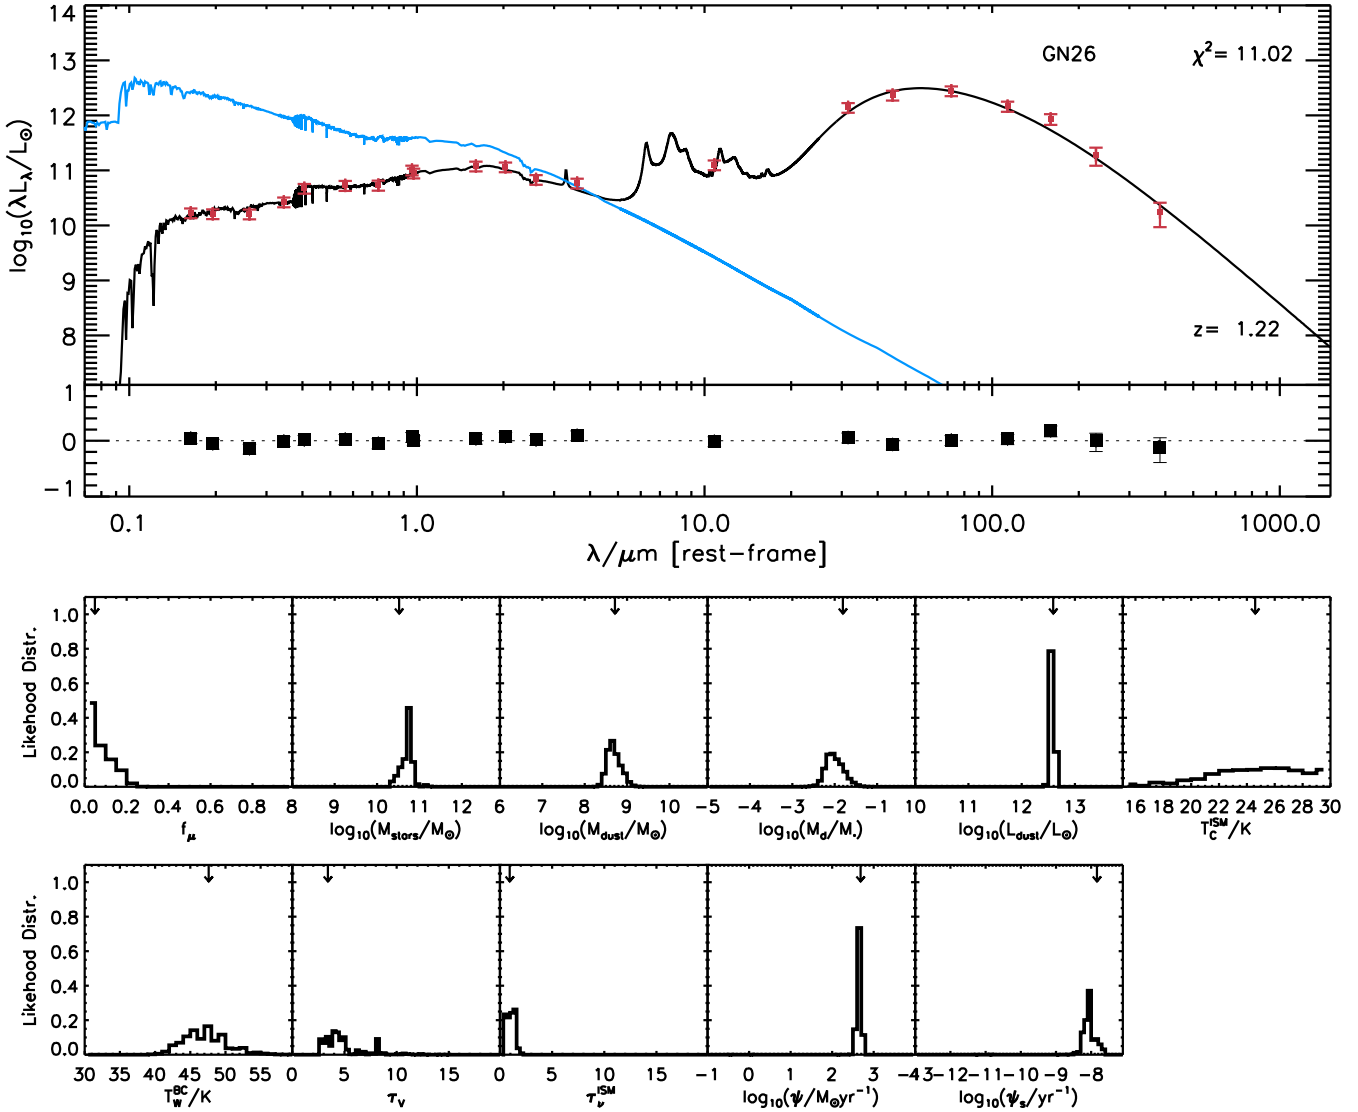 14
GN26 χ²= 11.02
13
12
11
10
9
8
log₁₀(λL_λ/L_⊙)
z= 1.22
1
0
−1
0.1 1.0 10.0 100.0 1000.0
λ/μm [rest−frame]
1.0
0.8
0.6
0.4
0.2
0.0
Likehood Distr.
0.0 0.2 0.4 0.6 0.8 8 9 10 11 12 6 7 8 9 10 −5 −4 −3 −2 −1 10 11 12 13 16 18 20 22 24 26 28 30
f_μ log₁₀(M_stars/M_⊙) log₁₀(M_dust/M_⊙) log₁₀(M_d/M_*) log₁₀(L_dust/L_⊙) T_C^ISM/K
1.0
0.8
0.6
0.4
0.2
0.0
Likehood Distr.
30 35 40 45 50 55 0 5 10 15 0 5 10 15 −1 0 1 2 3 −43−12−11−10 −9 −8
T_W^BC/K τ_V τ_ν^ISM log₁₀(ψ/M_⊙yr⁻¹) log₁₀(ψ_s/yr⁻¹)